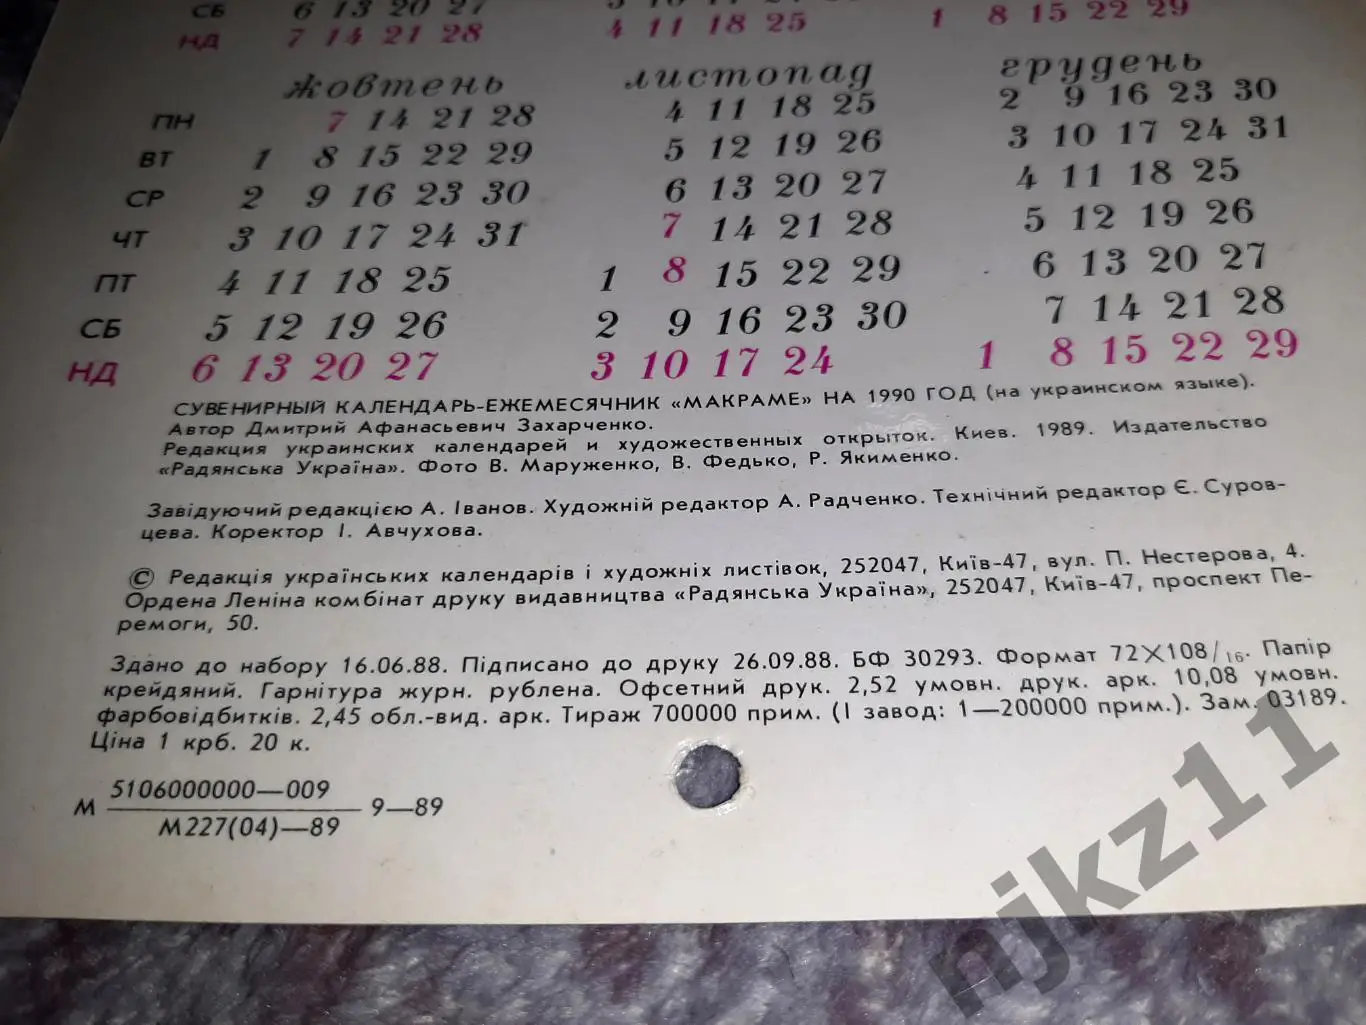 СБ 6 13 20 27 5 10 17 24 31 7 14 21 28
НД 7 14 21 28 4 11 18 25 1 8 15 22 29
жовтень листопад грудень
ПН 7 14 21 28 4 11 18 25 2 9 16 23 30
ВТ 1 8 15 22 29 5 12 19 26 3 10 17 24 31
СР 2 9 16 23 30 6 13 20 27 4 11 18 25
ЧТ 3 10 17 24 31 7 14 21 28 5 12 19 26
ПТ 4 11 18 25 1 8 15 22 29 6 13 20 27
СБ 5 12 19 26 2 9 16 23 30 7 14 21 28
НД 6 13 20 27 3 10 17 24 1 8 15 22 29
СУВЕНИРНЫЙ КАЛЕНДАРЬ-ЕЖЕМЕСЯЧНИК «МАКРАМЕ» НА 1990 ГОД (на украинском языке).
Автор Дмитрий Афанасьевич Захарченко.
Редакция украинских календарей и художественных открыток. Киев. 1989. Издательство
«Радянська Україна». Фото В. Маруженко, В. Федько, Р. Якименко.
Завідуючий редакцією А. Іванов. Художній редактор А. Радченко. Технічний редактор Є. Суров-
цева. Коректор І. Авчухова.
© Редакція українських календарів і художніх листівок, 252047, Київ-47, вул. П. Нестерова, 4.
Ордена Леніна комбінат друку видавництва «Радянська Україна», 252047, Київ-47, проспект Пе-
ремоги, 50.
Здано до набору 16.06.88. Підписано до друку 26.09.88. БФ 30293. Формат 72×108/16. Папір
крейдяний. Гарнітура журн. рублена. Офсетний друк. 2,52 умовн. друк. арк. 10,08 умовн.
фарбовідбитків. 2,45 обл.-вид. арк. Тираж 700000 прим. (І завод: 1—200000 прим.). Зам. 03189.
Ціна 1 крб. 20 к.
М 5106000000—009 9—89
М227(04)—89
njkz11